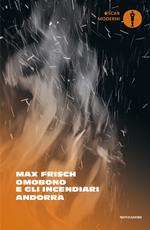 OSCAR
MODERNI
MAX FRISCH
OMOBONO
E GLI INCENDIARI
ANDORRA
MONDADORI